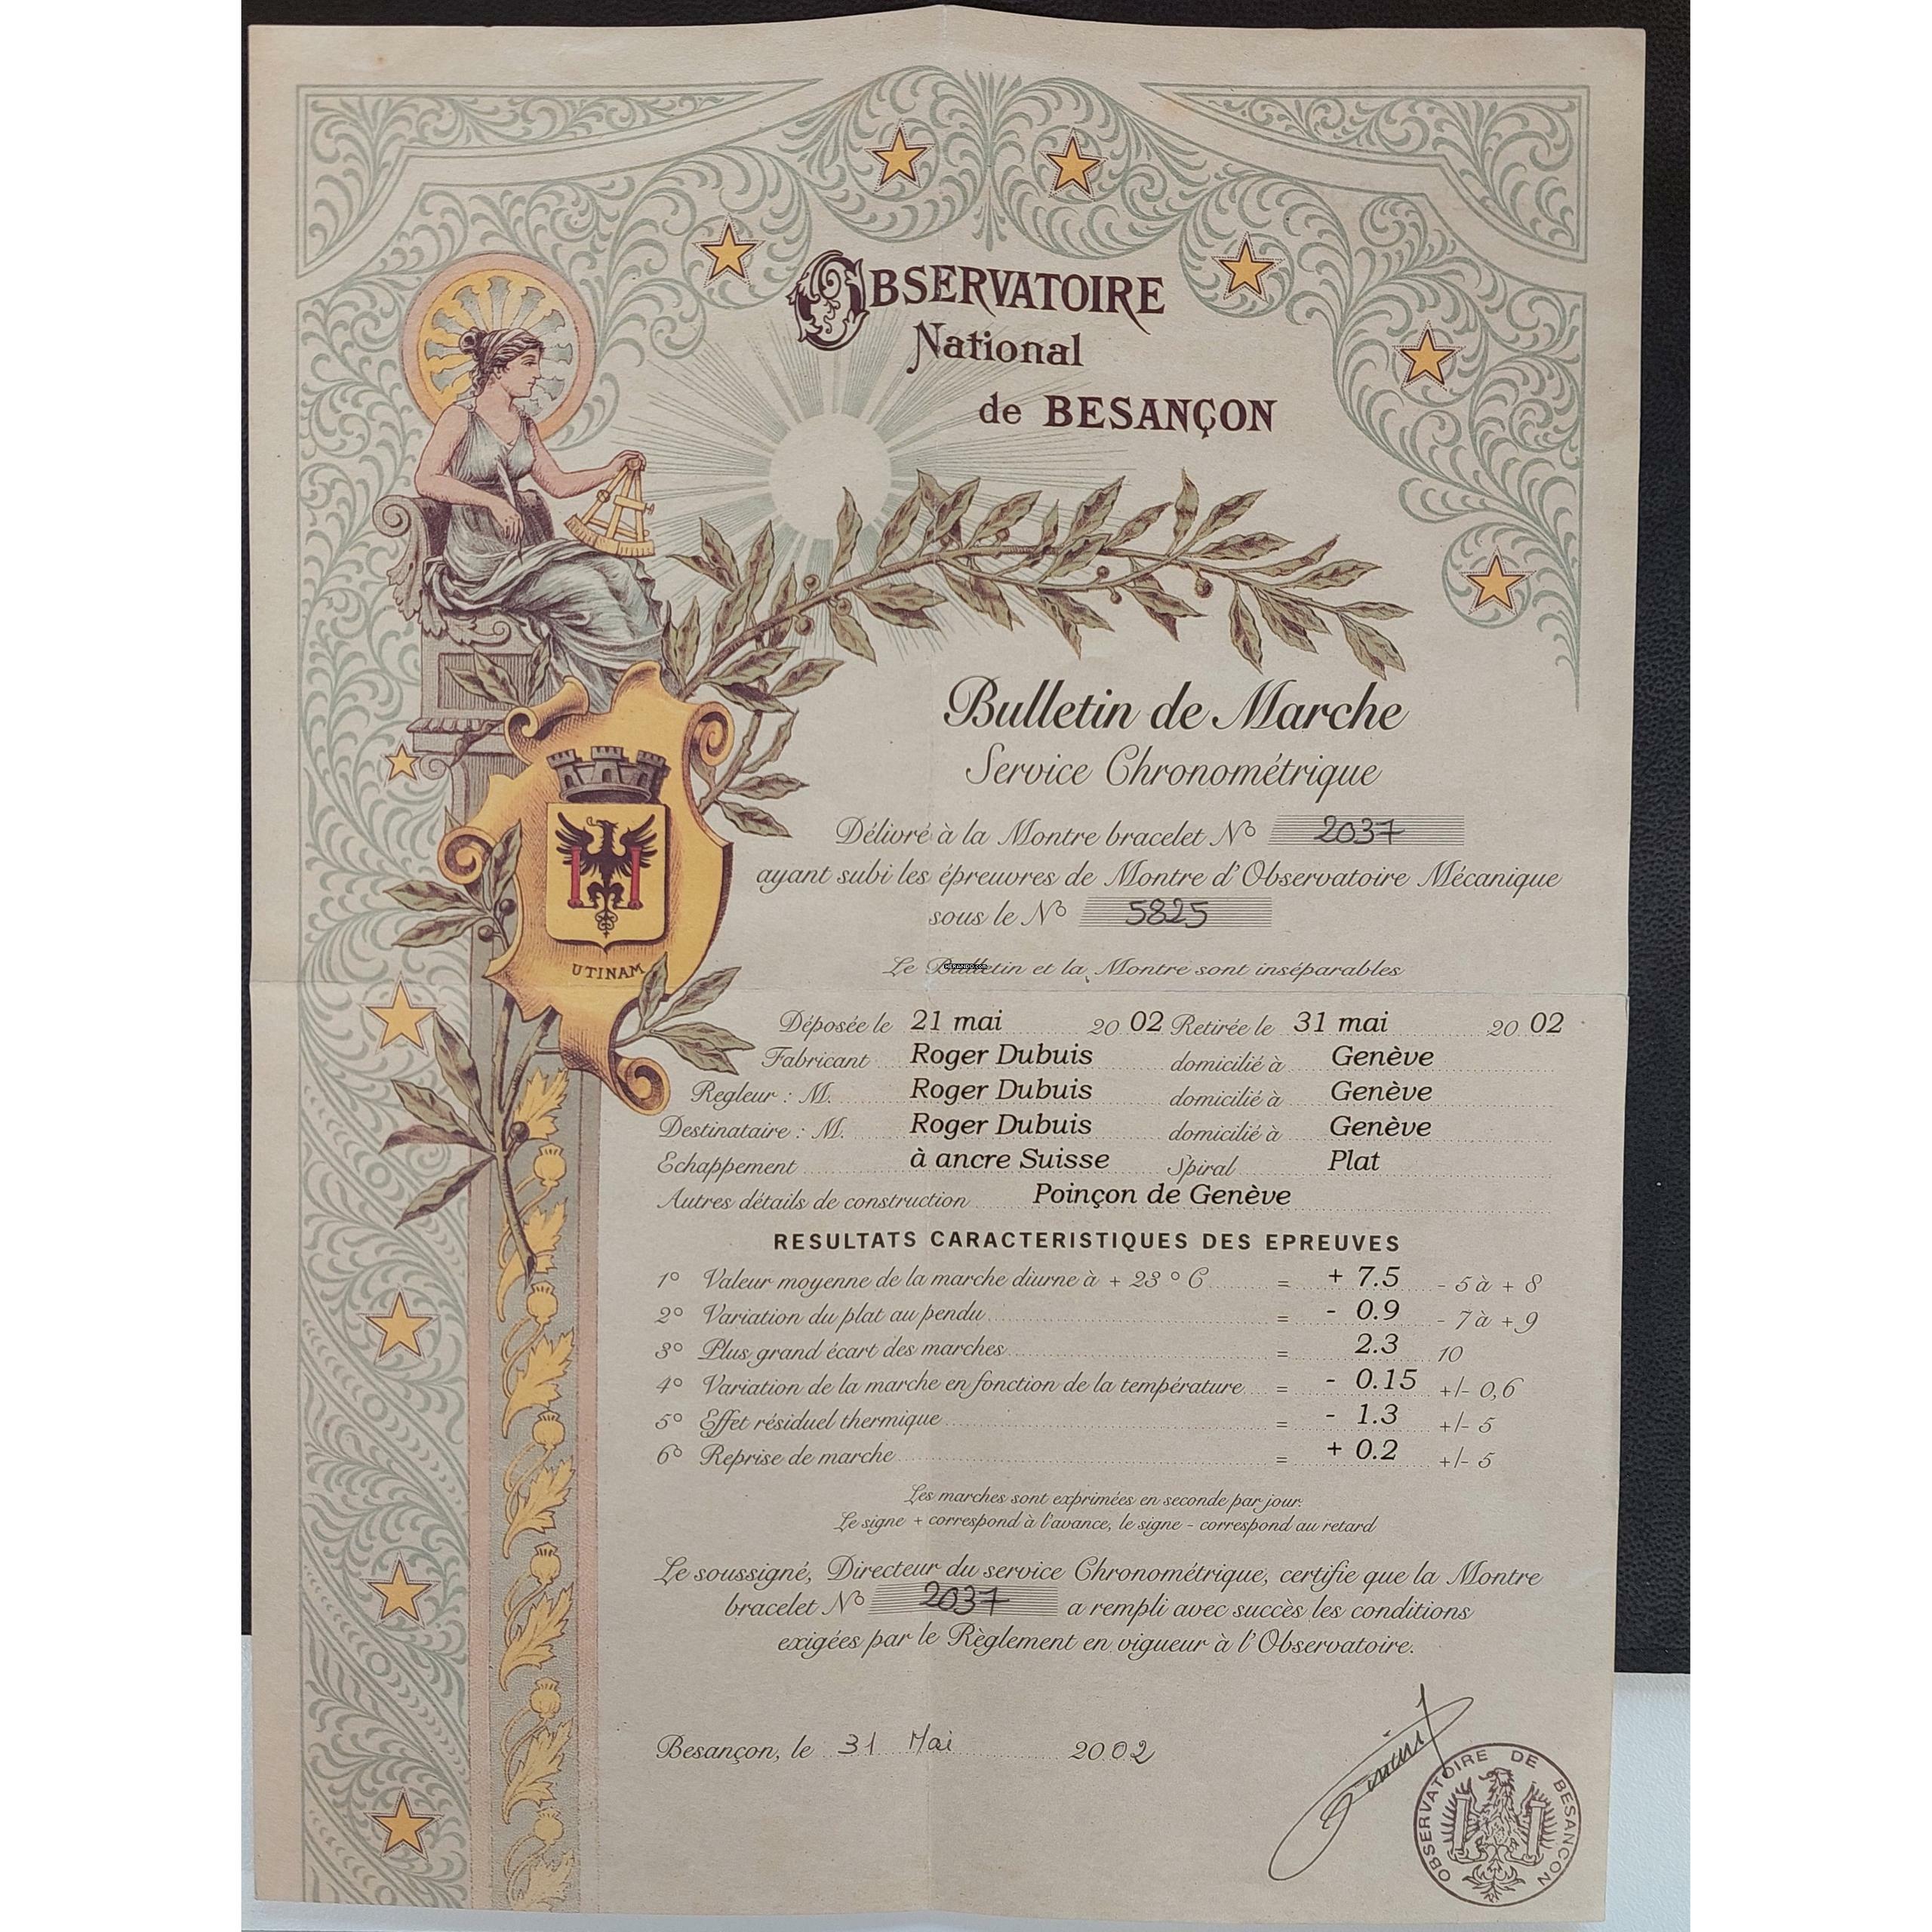 OBSERVATOIRE
National
de BESANÇON
Bulletin de Marche
Service Chronométrique
Délivré à la Montre bracelet No 2037
ayant subi les épreuvres de Montre d'Observatoire Mécanique
sous le No 5825
UTINAM
Le Bulletin et la Montre sont inséparables
Déposée le 21 mai 20 02 Retirée le 31 mai 20 02
Fabricant Roger Dubuis domicilié à Genève
Regleur : M. Roger Dubuis domicilié à Genève
Destinataire : M. Roger Dubuis domicilié à Genève
Echappement à ancre Suisse Spiral Plat
Autres détails de construction Poinçon de Genève
RESULTATS CARACTERISTIQUES DES EPREUVES
1° Valeur moyenne de la marche diurne à + 23 ° C = + 7.5 - 5 à + 8
2° Variation du plat au pendu = - 0.9 - 7 à +9
3° Plus grand écart des marches = 2.3 10
4° Variation de la marche en fonction de la température = - 0.15 +/- 0,6
5° Effet résiduel thermique = - 1.3 +/- 5
6° Reprise de marche = + 0.2 +/- 5
Les marches sont exprimées en seconde par jour.
Le signe + correspond à l'avance, le signe - correspond au retard
Le soussigné, Directeur du service Chronométrique, certifie que la Montre
bracelet No 2037 a rempli avec succès les conditions
exigées par le Règlement en vigueur à l'Observatoire.
Besançon, le 31 Mai 2002
OBSERVATOIRE DE BESANCON